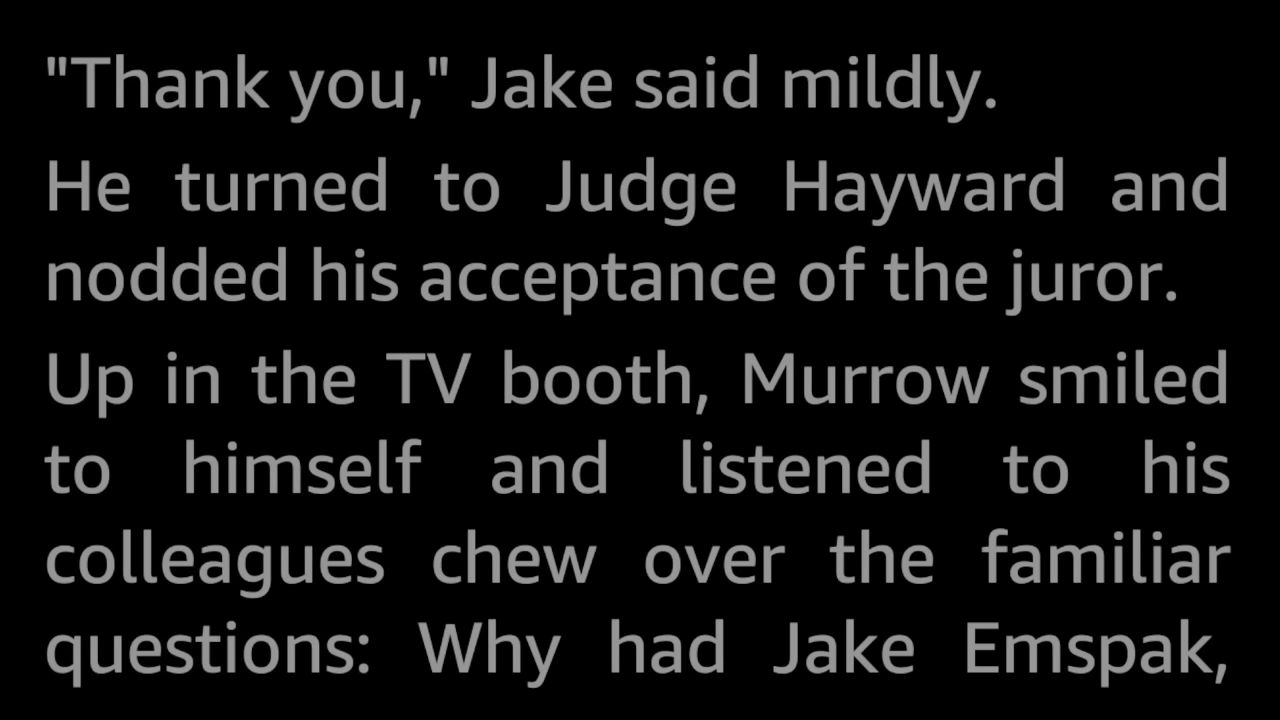 "Thank you," Jake said mildly.
He turned to Judge Hayward and
nodded his acceptance of the juror.
Up in the TV booth, Murrow smiled
to himself and listened to his
colleagues chew over the familiar
questions: Why had Jake Emspak,